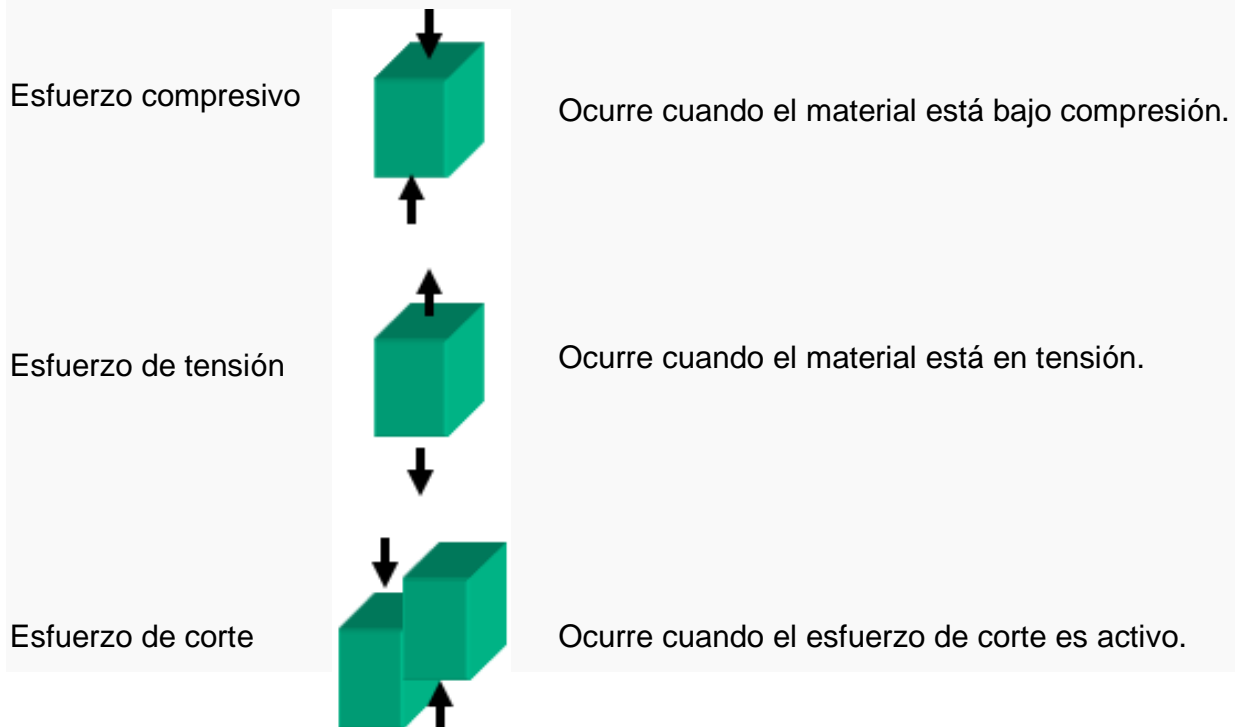 Esfuerzo compresivo
Ocurre cuando el material está bajo compresión.
Esfuerzo de tensión
Ocurre cuando el material está en tensión.
Esfuerzo de corte
Ocurre cuando el esfuerzo de corte es activo.